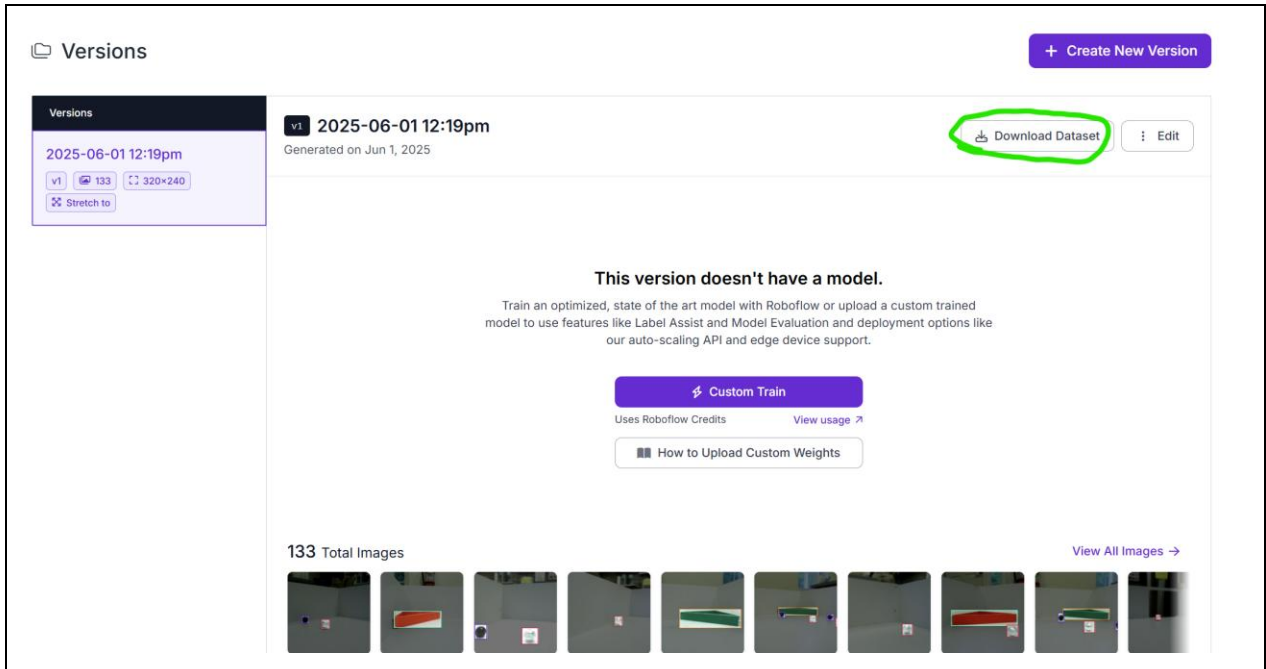 Versions
+ Create New Version
Versions
2025-06-01 12:19pm
v1 133 320×240
Stretch to
v1 2025-06-01 12:19pm
Generated on Jun 1, 2025
Download Dataset
Edit
This version doesn't have a model.
Train an optimized, state of the art model with Roboflow or upload a custom trained
model to use features like Label Assist and Model Evaluation and deployment options like
our auto-scaling API and edge device support.
Custom Train
Uses Roboflow Credits View usage
How to Upload Custom Weights
133 Total Images
View All Images →